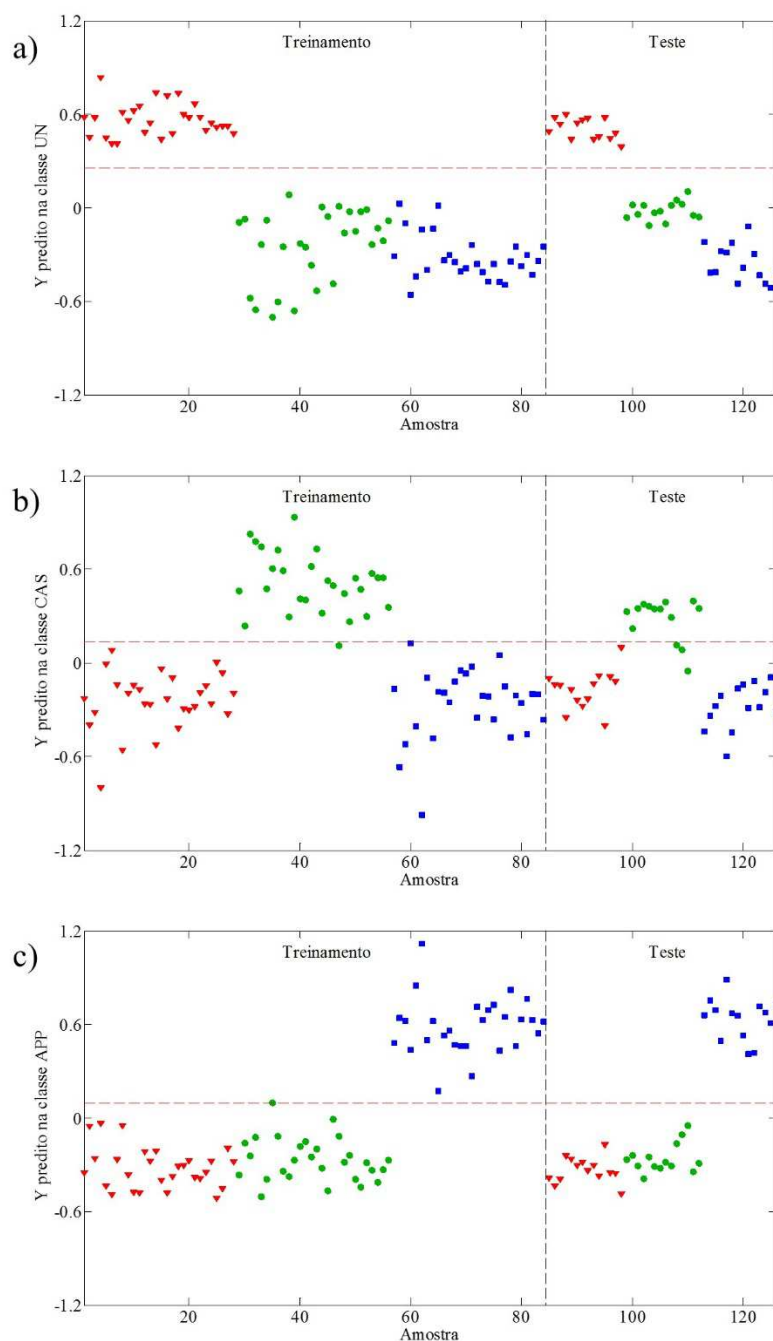 a)
Treinamento
Teste
Y predito na classe UN
1.2
0.6
0
-0.6
-1.2
20
40
60
80
100
120
Amostra
b)
Treinamento
Teste
Y predito na classe CAS
1.2
0.6
0
-0.6
-1.2
20
40
60
80
100
120
Amostra
c)
Treinamento
Teste
Y predito na classe APP
1.2
0.6
0
-0.6
-1.2
20
40
60
80
100
120
Amostra